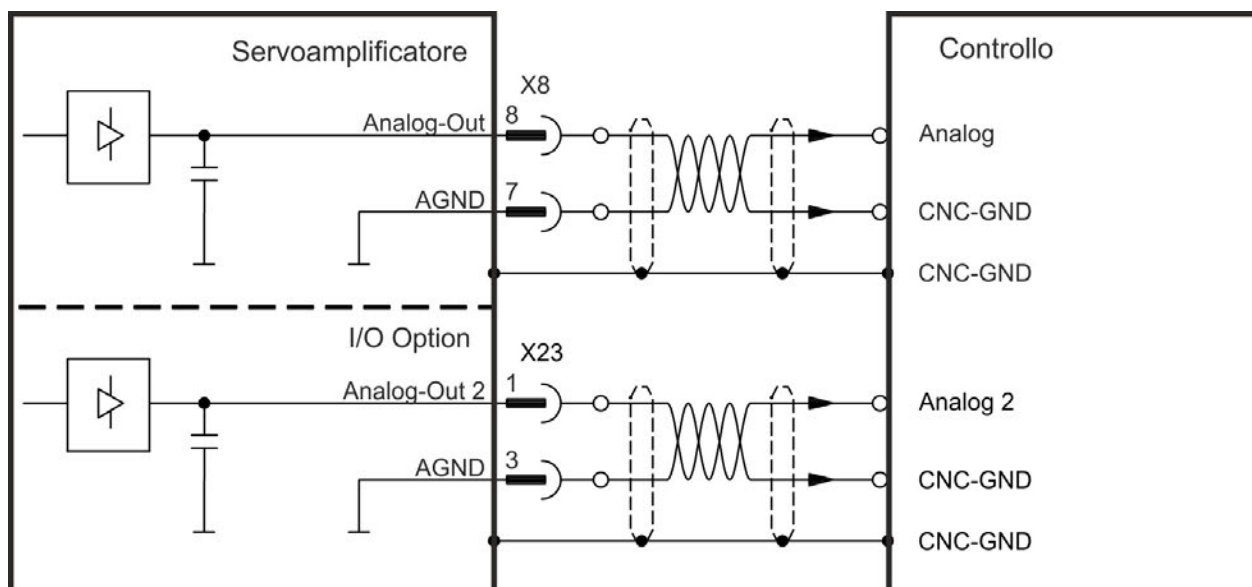 Servoamplificatore
Controllo
X8
Analog-Out
8
Analog
AGND
7
CNC-GND
CNC-GND
I/O Option
X23
Analog-Out 2
1
Analog 2
AGND
3
CNC-GND
CNC-GND